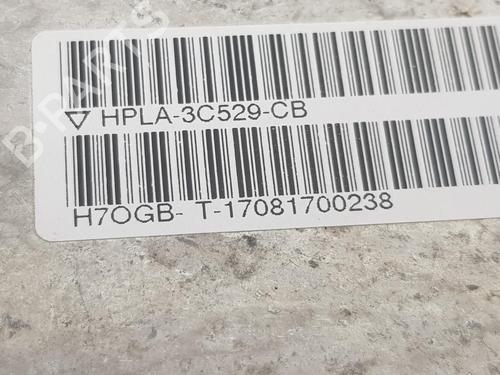 B-PARTS
▽ HPLA-3C529-CB
H7OGB- T-17081700238